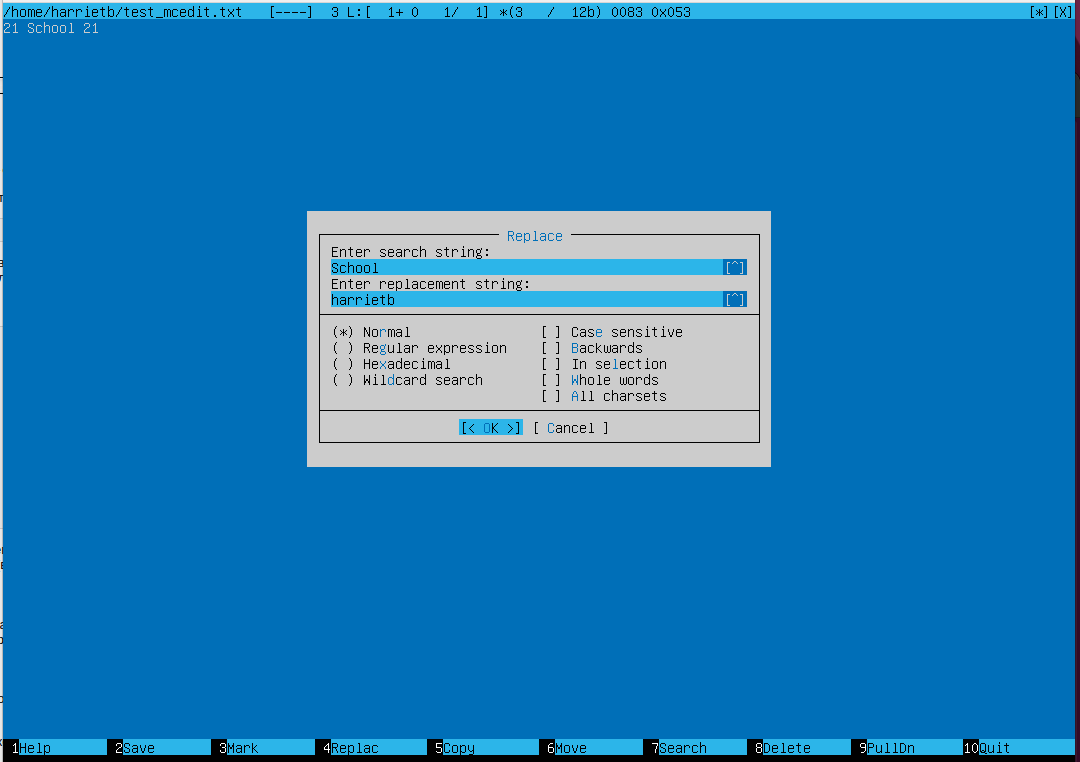 /home/harrietb/test_mcedit.txt [----] 3 L:[ 1+ 0 1/ 1] *(3 / 12b) 0083 0x053 [*][X]
21 School 21
Replace
Enter search string:
School [^]
Enter replacement string:
harrietb [^]
(*) Normal [ ] Case sensitive
( ) Regular expression [ ] Backwards
( ) Hexadecimal [ ] In selection
( ) Wildcard search [ ] Whole words
[ ] All charsets
[< OK >] [ Cancel ]
1Help 2Save 3Mark 4Replac 5Copy 6Move 7Search 8Delete 9PullDn 10Quit